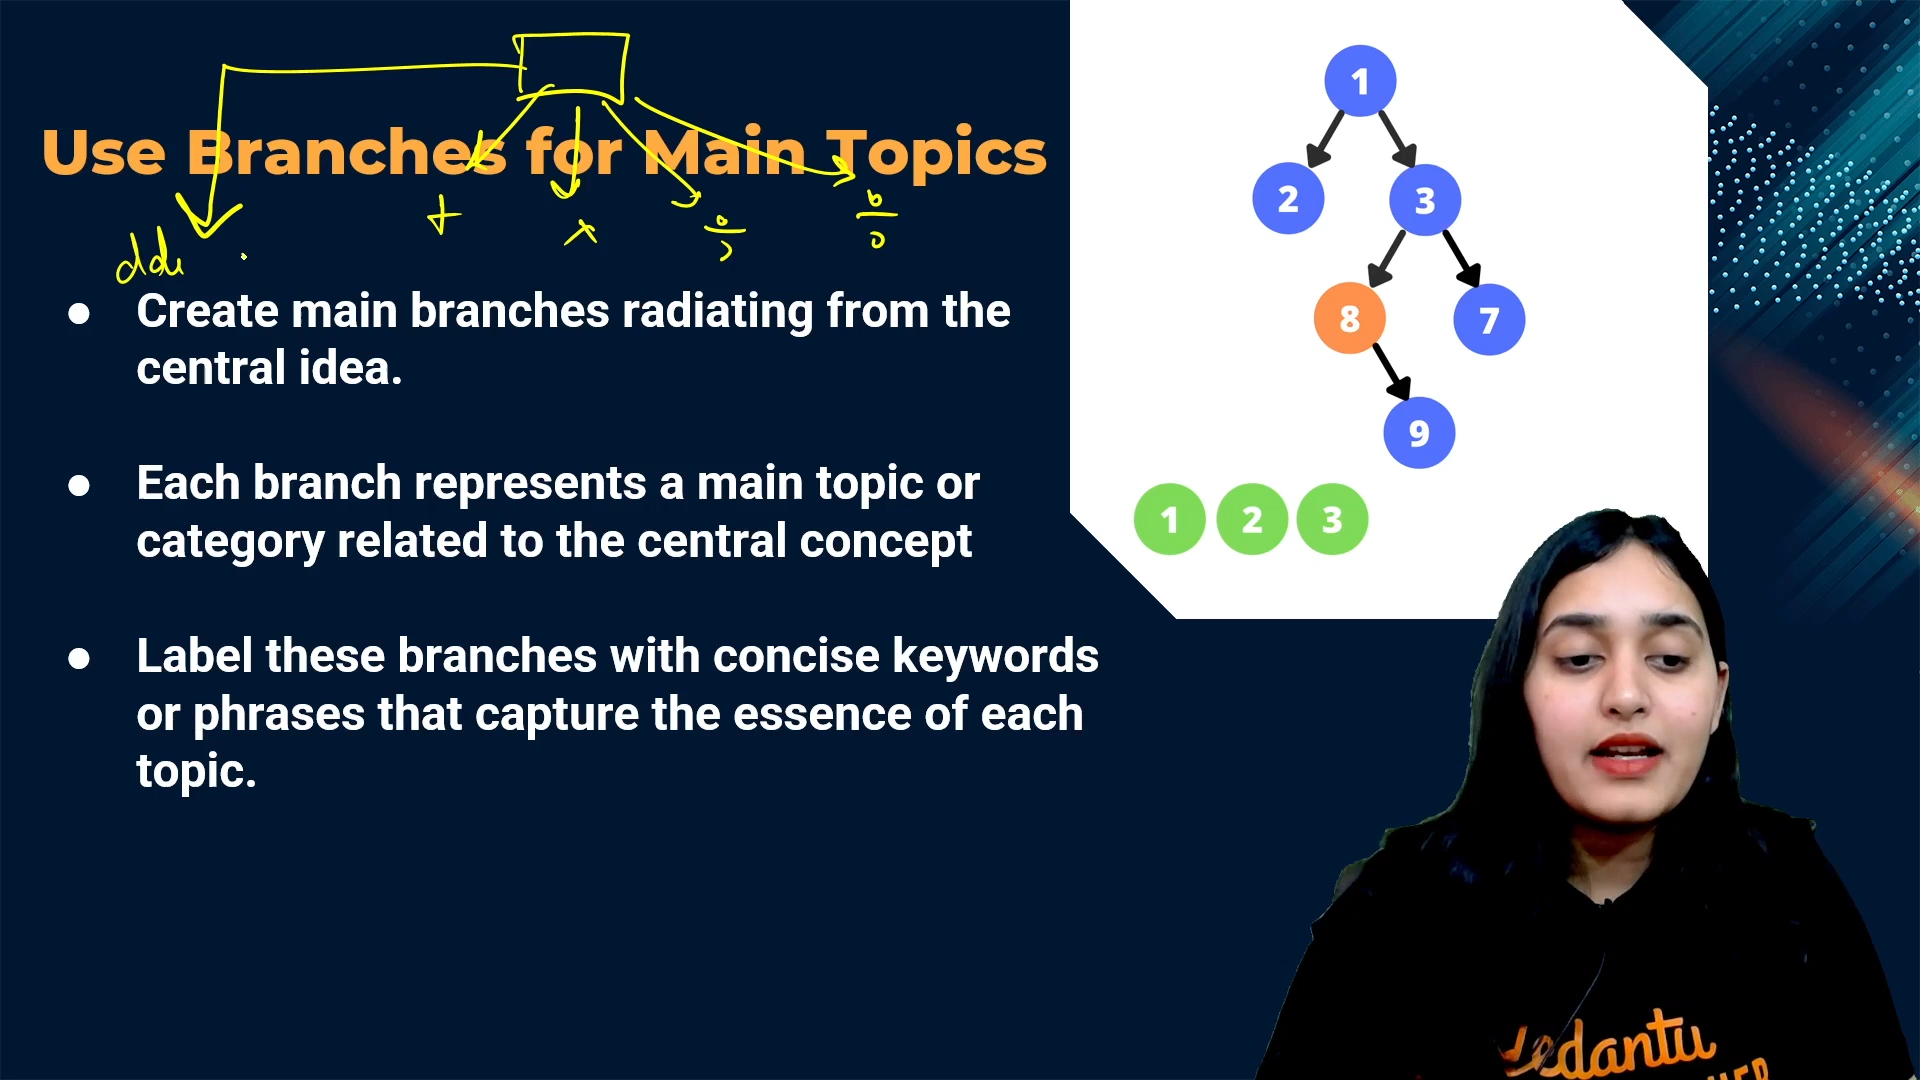 Use Branches for Main Topics
+
×
● Create main branches radiating from the
central idea.
● Each branch represents a main topic or
category related to the central concept
● Label these branches with concise keywords
or phrases that capture the essence of each
topic.
1
2
3
8
7
9
1 2 3
Vedantu